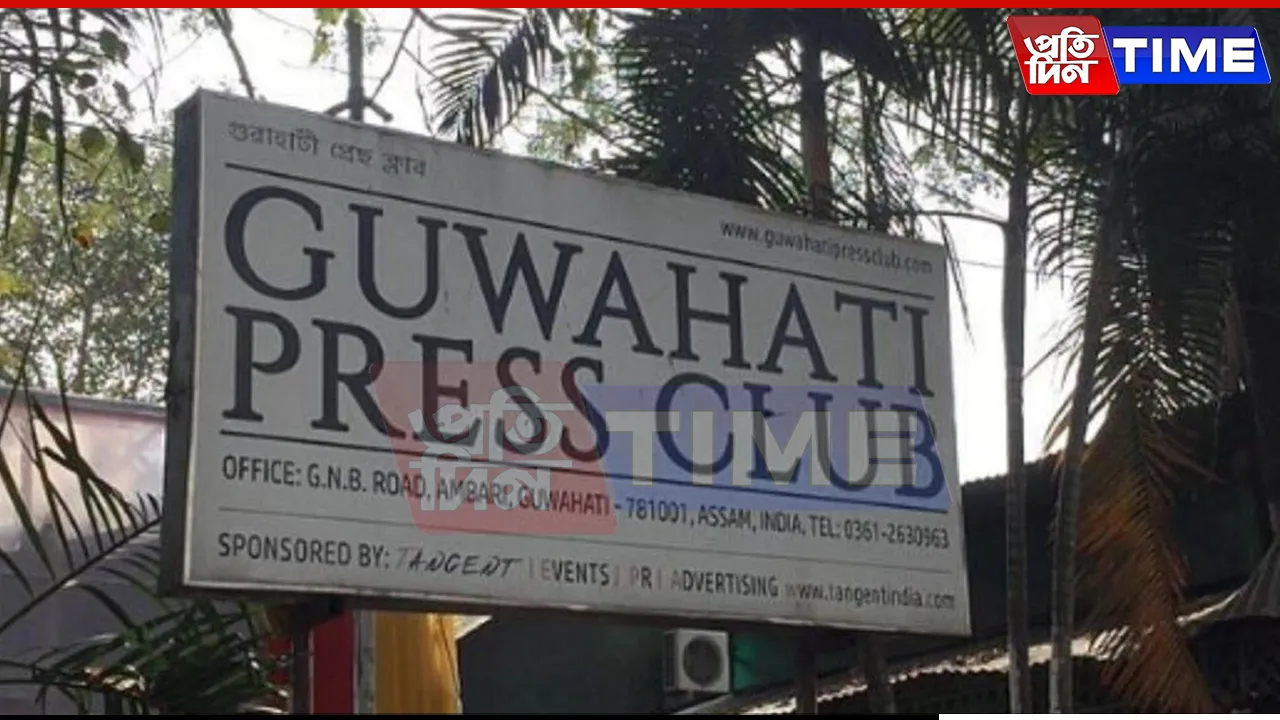 প্ৰতি
দিন TIME
গুৱাহাটী প্ৰেছ ক্লাব
www.guwahatipressclub.com
GUWAHATI
PRESS CLUB
প্ৰতি
দিন TIME
OFFICE: G.N.B. ROAD, AMBARI, GUWAHATI - 781001, ASSAM, INDIA, TEL: 0361-2630963
SPONSORED BY: TANGENT | EVENTS | PR | ADVERTISING www.tangentindia.com